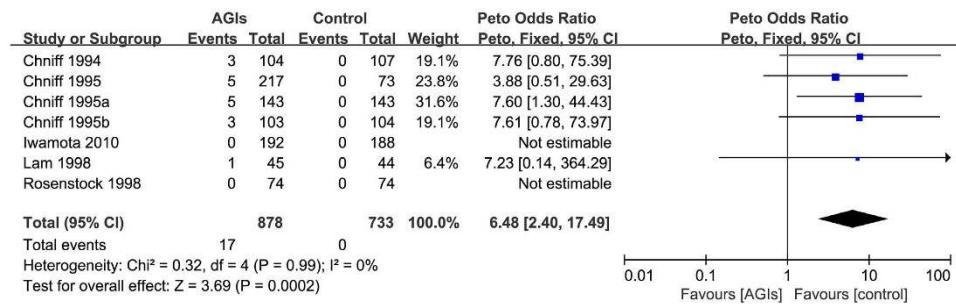 AGIs Control Peto Odds Ratio Peto Odds Ratio
Study or Subgroup Events Total Events Total Weight Peto, Fixed, 95% CI Peto, Fixed, 95% CI
Chniff 1994 3 104 0 107 19.1% 7.76 [0.80, 75.39]
Chniff 1995 5 217 0 73 23.8% 3.88 [0.51, 29.63]
Chniff 1995a 5 143 0 143 31.6% 7.60 [1.30, 44.43]
Chniff 1995b 3 103 0 104 19.1% 7.61 [0.78, 73.97]
Iwamota 2010 0 192 0 188 Not estimable
Lam 1998 1 45 0 44 6.4% 7.23 [0.14, 364.29]
Rosenstock 1998 0 74 0 74 Not estimable
Total (95% CI) 878 733 100.0% 6.48 [2.40, 17.49]
Total events 17 0
Heterogeneity: Chi² = 0.32, df = 4 (P = 0.99); I² = 0%
Test for overall effect: Z = 3.69 (P = 0.0002)
0.01 0.1 1 10 100
Favours [AGIs] Favours [control]